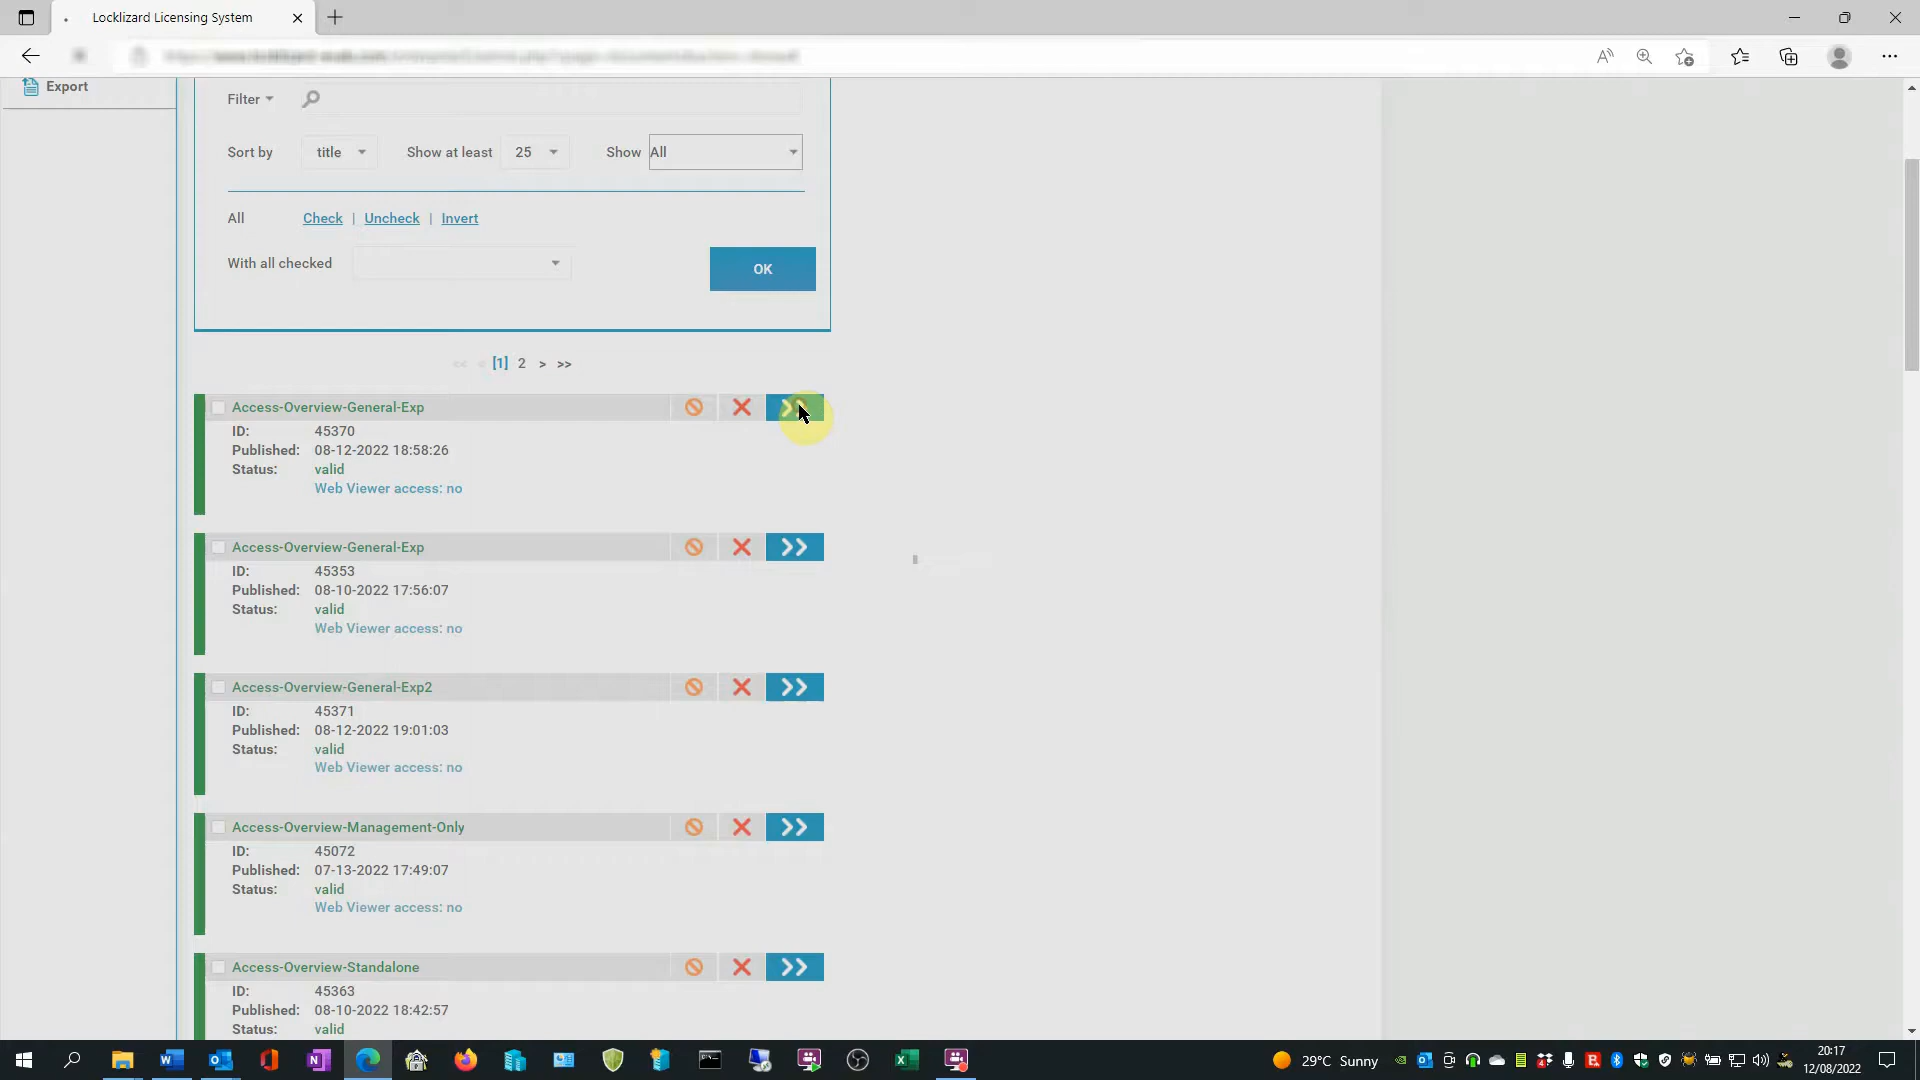 Locklizard Licensing System
Export
Filter
Sort by title Show at least 25 Show All
All Check | Uncheck | Invert
With all checked OK
<< < [1] 2 > >>
Access-Overview-General-Exp
ID: 45370
Published: 08-12-2022 18:58:26
Status: valid
Web Viewer access: no
Access-Overview-General-Exp
ID: 45353
Published: 08-10-2022 17:56:07
Status: valid
Web Viewer access: no
Access-Overview-General-Exp2
ID: 45371
Published: 08-12-2022 19:01:03
Status: valid
Web Viewer access: no
Access-Overview-Management-Only
ID: 45072
Published: 07-13-2022 17:49:07
Status: valid
Web Viewer access: no
Access-Overview-Standalone
ID: 45363
Published: 08-10-2022 18:42:57
Status: valid
29°C Sunny
20:17
12/08/2022